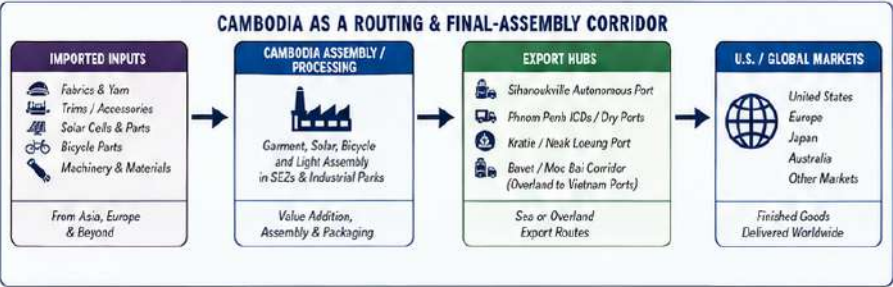 CAMBODIA AS A ROUTING & FINAL-ASSEMBLY CORRIDOR
IMPORTED INPUTS
Fabrics & Yarn
Trims / Accessories
Solar Cells & Parts
Bicycle Parts
Machinery & Materials
From Asia, Europe
& Beyond
CAMBODIA ASSEMBLY /
PROCESSING
Garment, Solar, Bicycle
and Light Assembly
in SEZs & Industrial Parks
Value Addition,
Assembly & Packaging
EXPORT HUBS
Sihanoukville Autonomous Port
Phnom Penh ICDs / Dry Ports
Kratie / Neak Loeung Port
Bavet / Moc Bai Corridor
(Overland to Vietnam Ports)
Sea or Overland
Export Routes
U.S. / GLOBAL MARKETS
United States
Europe
Japan
Australia
Other Markets
Finished Goods
Delivered Worldwide